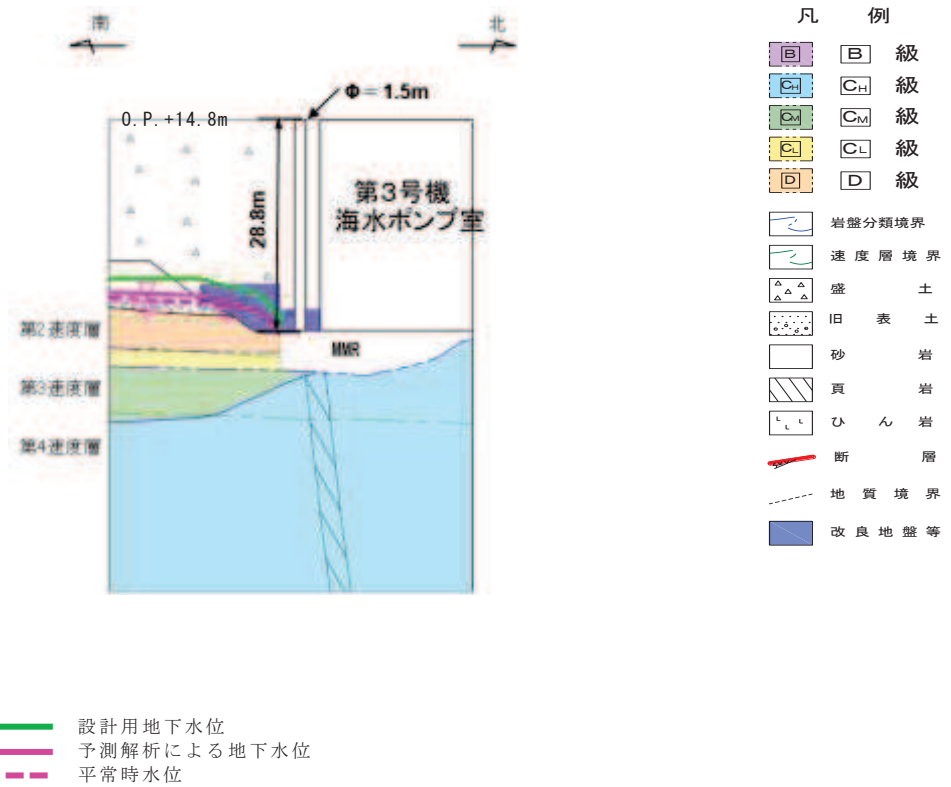 南
北
Φ＝1.5m
O.P.+14.8m
28.8m
第3号機
海水ポンプ室
第2速度層
MMR
第3速度層
第4速度層
凡 例
B B 級
CH CH 級
CM CM 級
CL CL 級
D D 級
岩盤分類境界
速度層境界
盛土
旧表土
砂岩
頁岩
ひん岩
断層
地質境界
改良地盤等
設計用地下水位
予測解析による地下水位
平常時水位